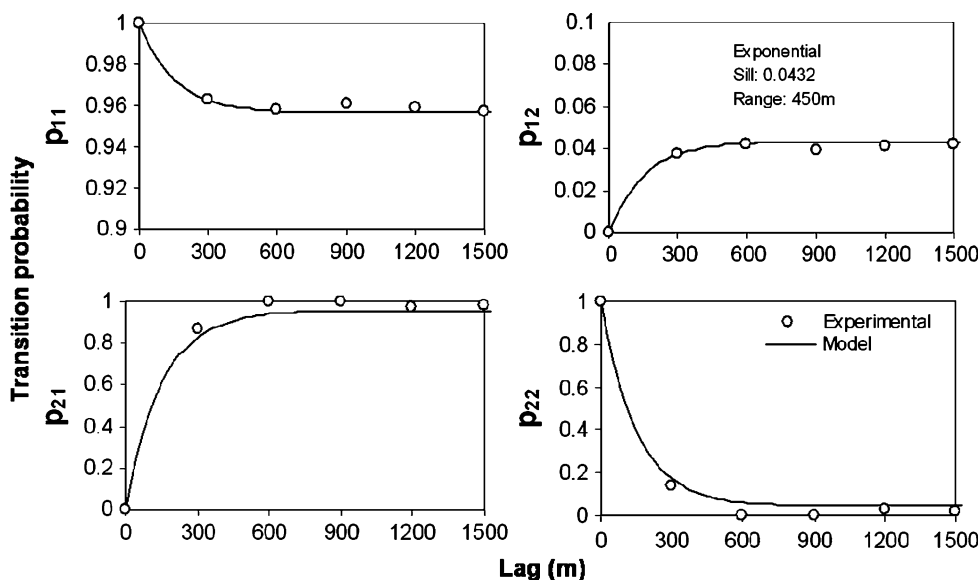 Transition probability
p11
1
0.98
0.96
0.94
0.92
0.9
0 300 600 900 1200 1500
p12
0.1
0.08
0.06
0.04
0.02
0
0 300 600 900 1200 1500
Exponential
Sill: 0.0432
Range: 450m
p21
1
0.8
0.6
0.4
0.2
0
0 300 600 900 1200 1500
p22
1
0.8
0.6
0.4
0.2
0
0 300 600 900 1200 1500
Experimental
Model
Lag (m)